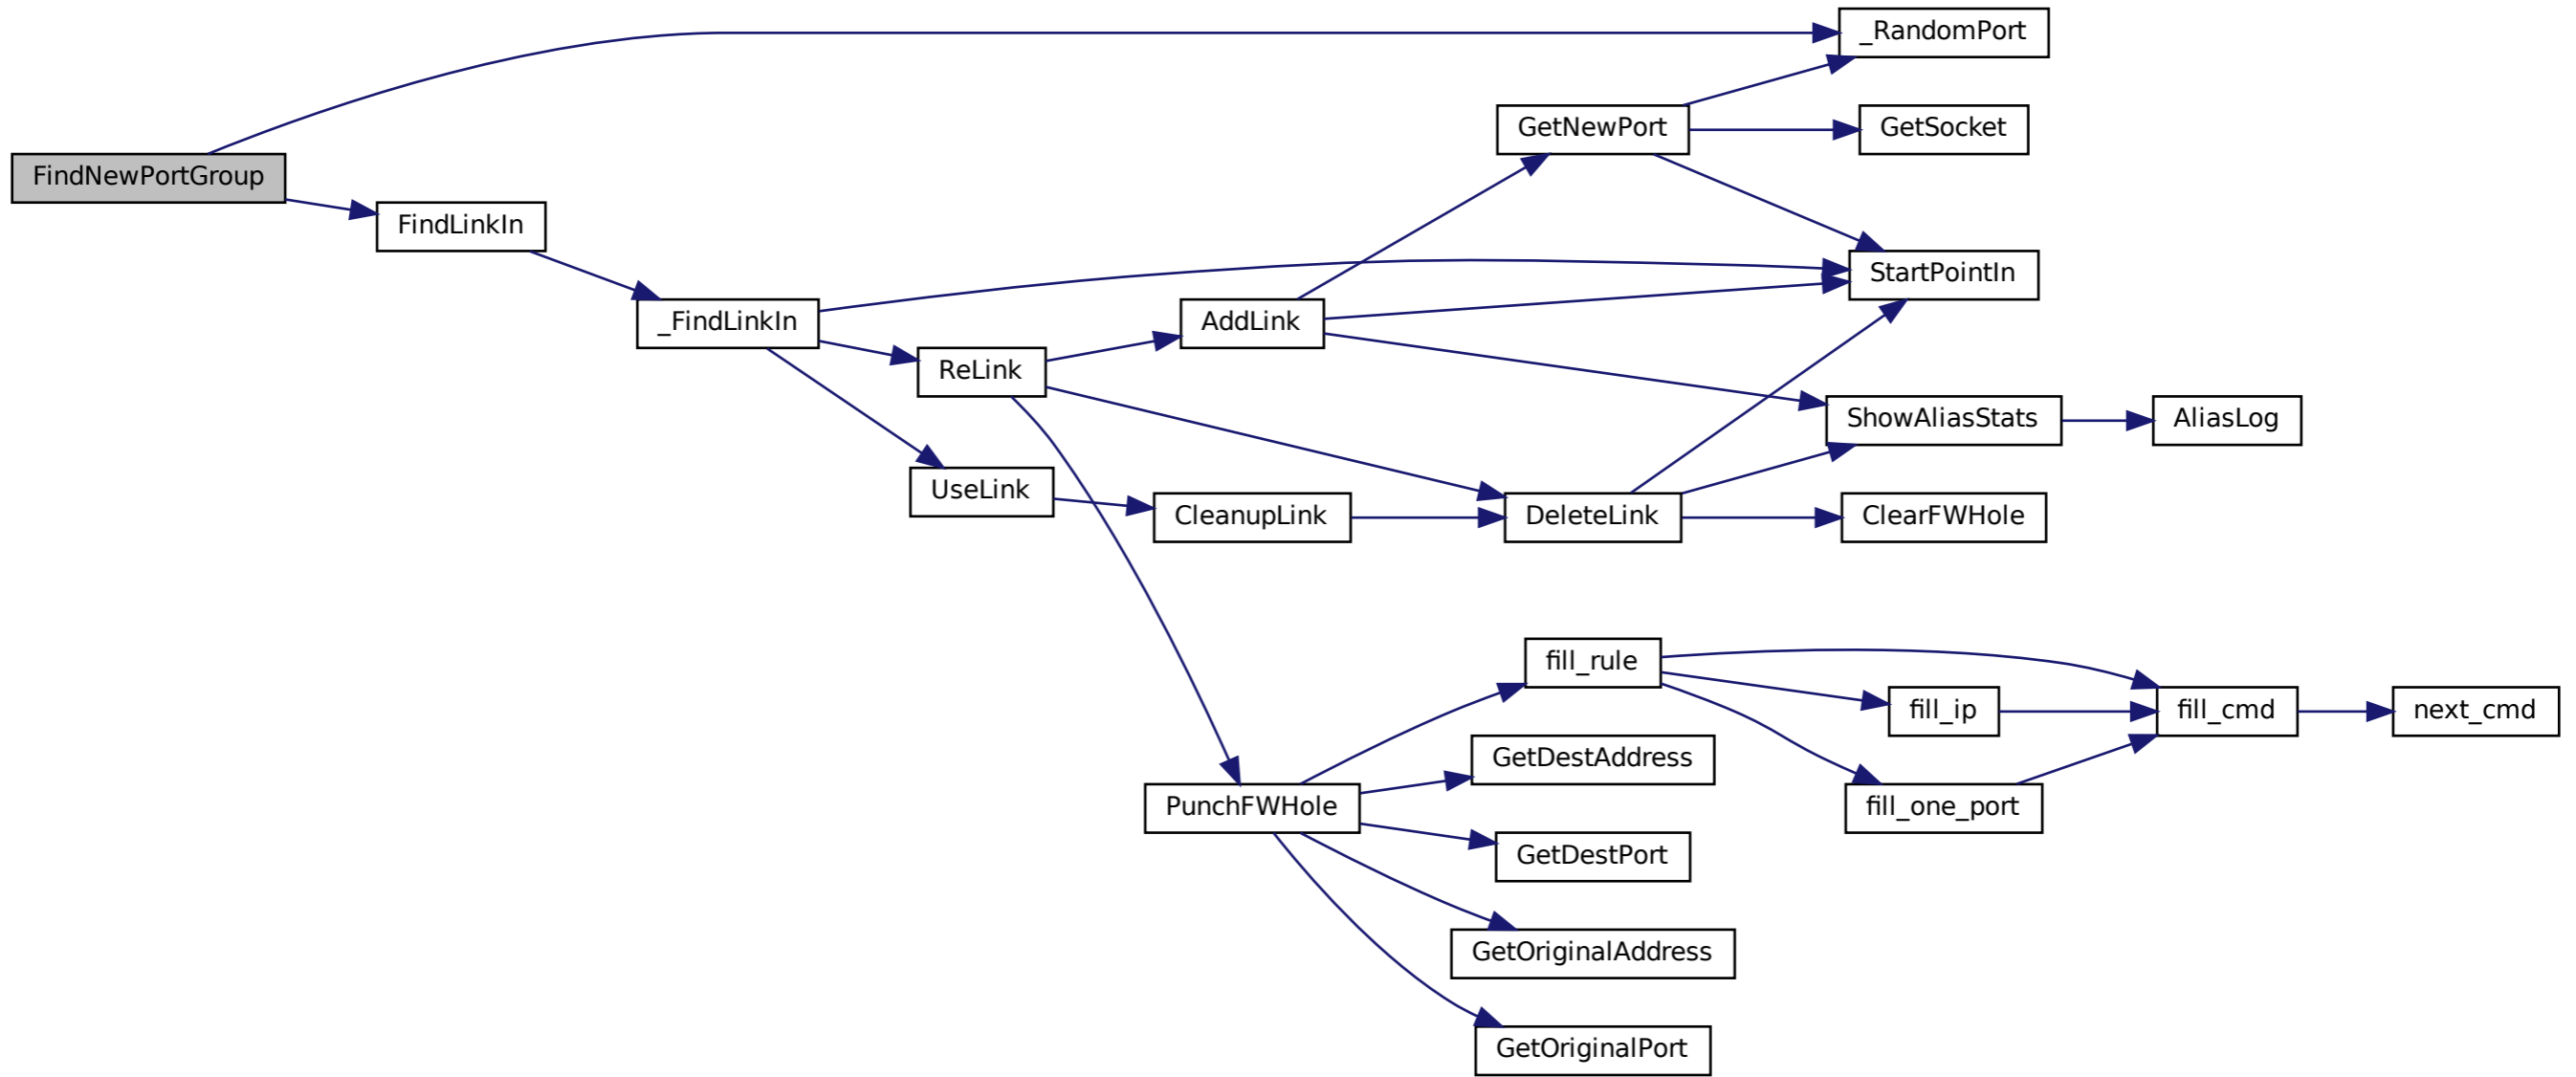 _RandomPort
GetNewPort
GetSocket
FindNewPortGroup
FindLinkIn
StartPointIn
_FindLinkIn
AddLink
ReLink
ShowAliasStats
AliasLog
UseLink
CleanupLink
DeleteLink
ClearFWHole
fill_rule
fill_ip
fill_cmd
next_cmd
GetDestAddress
PunchFWHole
fill_one_port
GetDestPort
GetOriginalAddress
GetOriginalPort